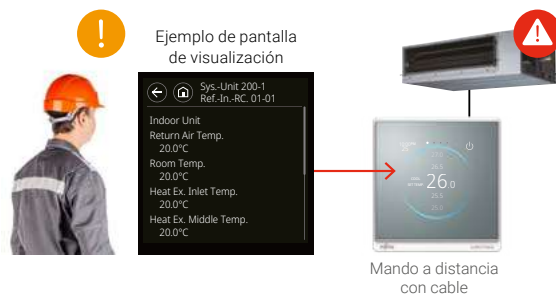 Ejemplo de pantalla
de visualización
Sys.-Unit 200-1
Ref.-In.-RC. 01-01
Indoor Unit
Return Air Temp.
20.0°C
Room Temp.
20.0°C
Heat Ex. Inlet Temp.
20.0°C
Heat Ex. Middle Temp.
20.0°C
26.0
Mando a distancia
con cable